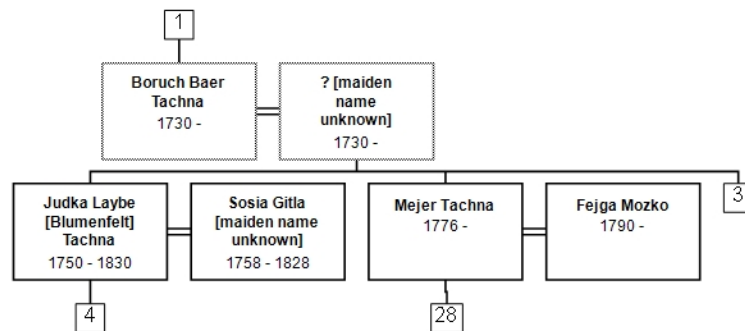 1
Boruch Baer
Tachna
1730 -
? [maiden
name
unknown]
1730 -
3
Judka Laybe
[Blumenfelt]
Tachna
1750 - 1830
Sosia Gitla
[maiden name
unknown]
1758 - 1828
Mejer Tachna
1776 -
Fejga Mozko
1790 -
4
28